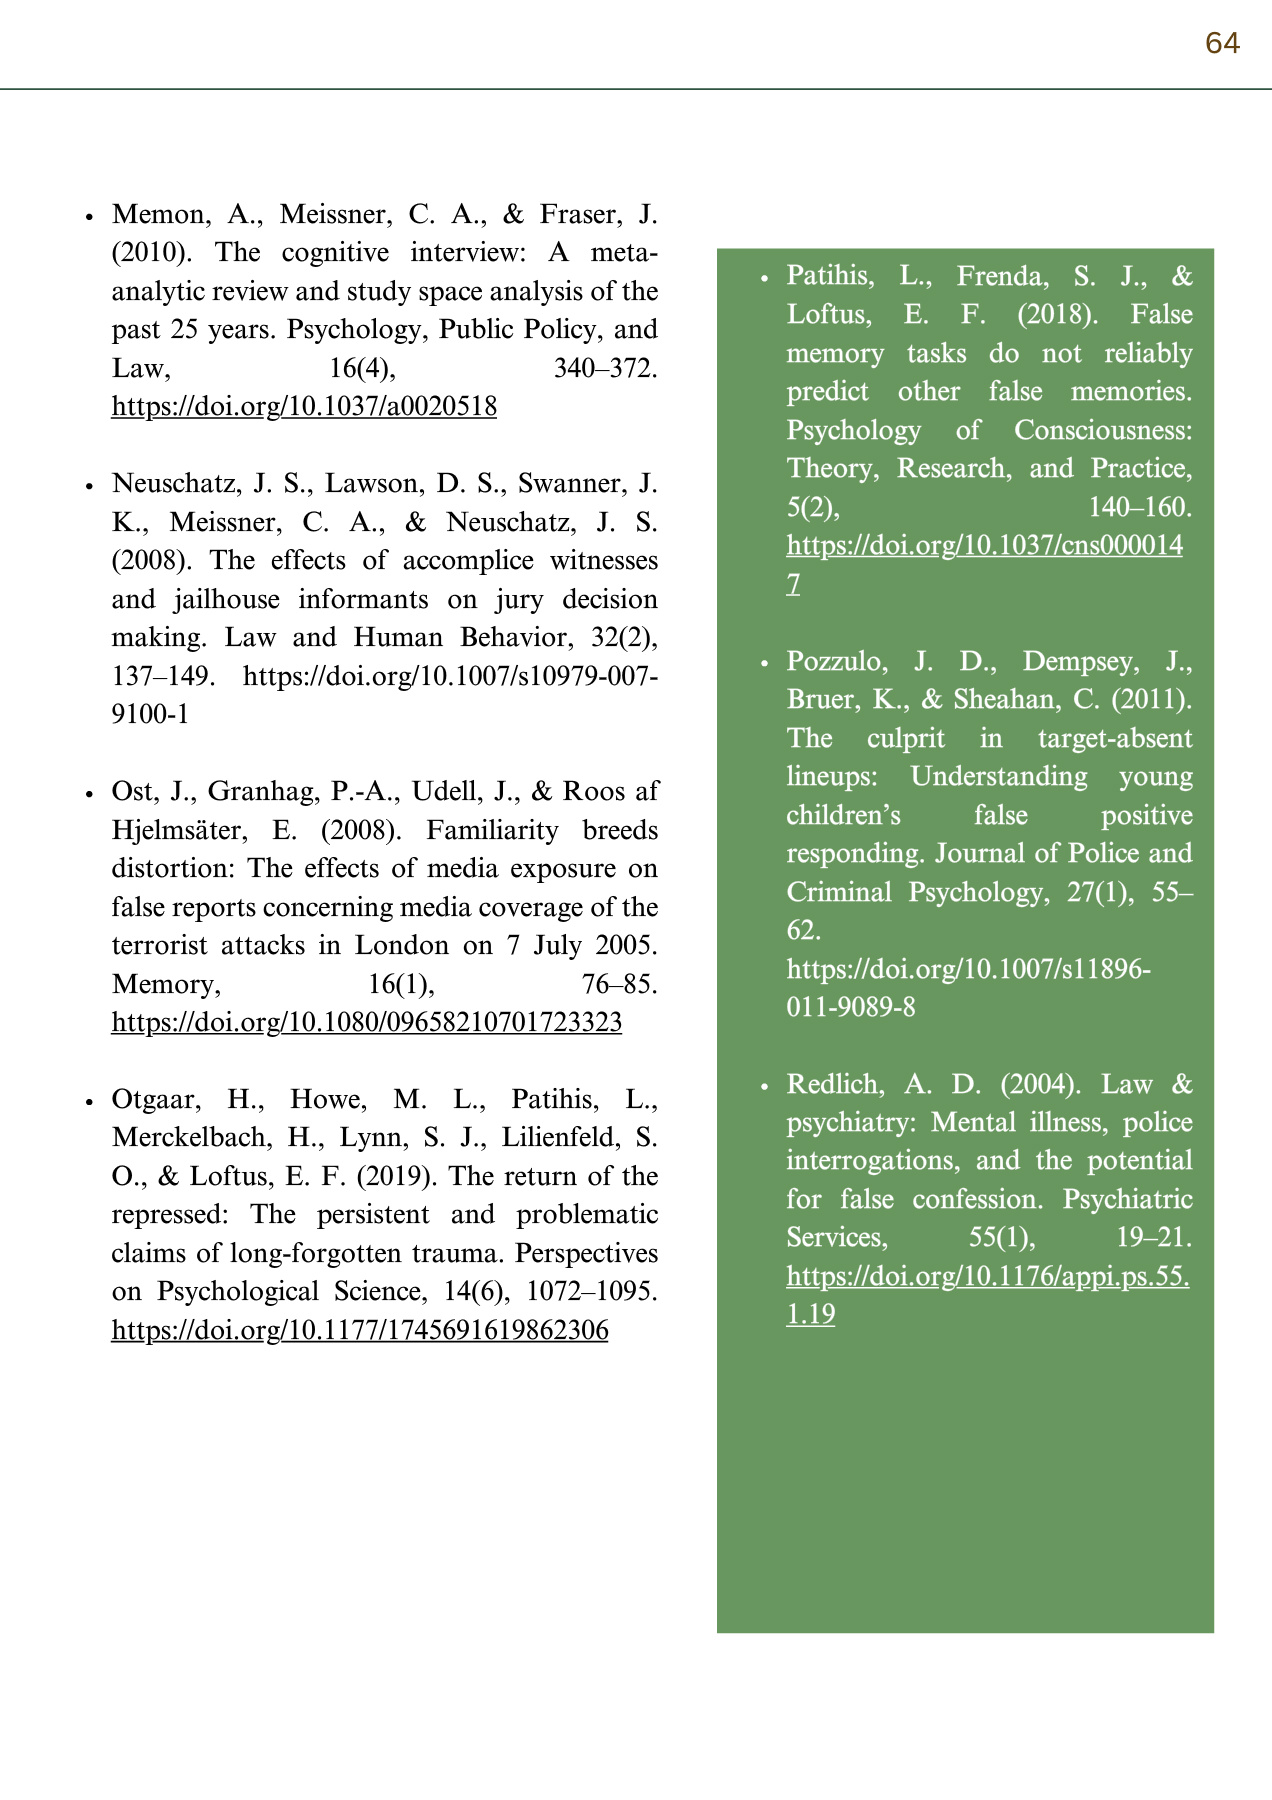 64
• Memon, A., Meissner, C. A., & Fraser, J.
(2010). The cognitive interview: A meta-
analytic review and study space analysis of the
past 25 years. Psychology, Public Policy, and
Law, 16(4), 340–372.
https://doi.org/10.1037/a0020518
• Neuschatz, J. S., Lawson, D. S., Swanner, J.
K., Meissner, C. A., & Neuschatz, J. S.
(2008). The effects of accomplice witnesses
and jailhouse informants on jury decision
making. Law and Human Behavior, 32(2),
137–149. https://doi.org/10.1007/s10979-007-
9100-1
• Ost, J., Granhag, P.-A., Udell, J., & Roos af
Hjelmsäter, E. (2008). Familiarity breeds
distortion: The effects of media exposure on
false reports concerning media coverage of the
terrorist attacks in London on 7 July 2005.
Memory, 16(1), 76–85.
https://doi.org/10.1080/09658210701723323
• Otgaar, H., Howe, M. L., Patihis, L.,
Merckelbach, H., Lynn, S. J., Lilienfeld, S.
O., & Loftus, E. F. (2019). The return of the
repressed: The persistent and problematic
claims of long-forgotten trauma. Perspectives
on Psychological Science, 14(6), 1072–1095.
https://doi.org/10.1177/1745691619862306
• Patihis, L., Frenda, S. J., &
Loftus, E. F. (2018). False
memory tasks do not reliably
predict other false memories.
Psychology of Consciousness:
Theory, Research, and Practice,
5(2), 140–160.
https://doi.org/10.1037/cns000014
7
• Pozzulo, J. D., Dempsey, J.,
Bruer, K., & Sheahan, C. (2011).
The culprit in target-absent
lineups: Understanding young
children’s false positive
responding. Journal of Police and
Criminal Psychology, 27(1), 55–
62.
https://doi.org/10.1007/s11896-
011-9089-8
• Redlich, A. D. (2004). Law &
psychiatry: Mental illness, police
interrogations, and the potential
for false confession. Psychiatric
Services, 55(1), 19–21.
https://doi.org/10.1176/appi.ps.55.
1.19